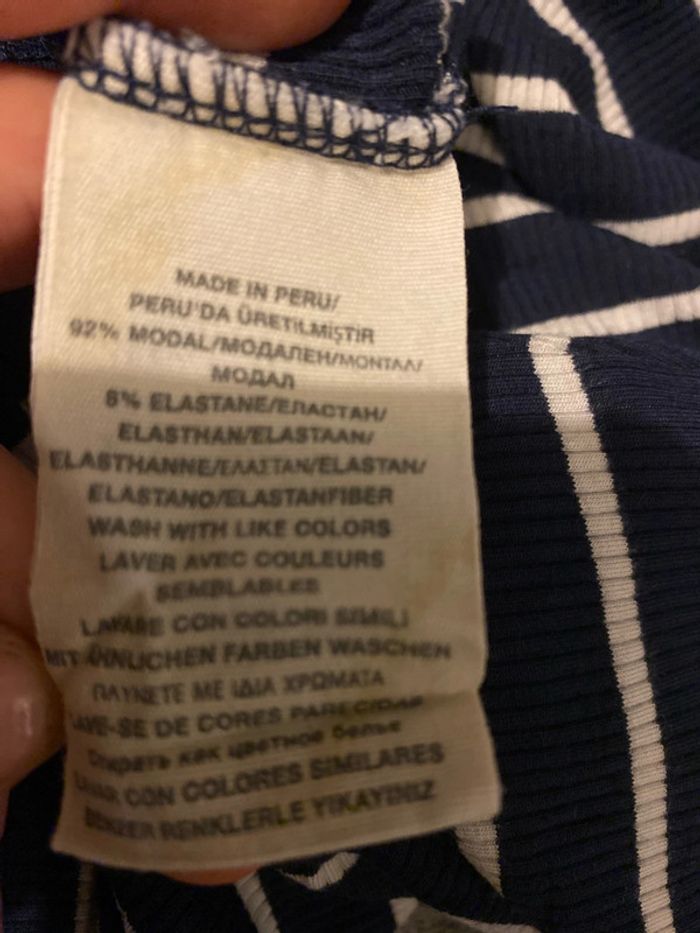 MADE IN PERU/
PERU'DA ÜRETILMIŞTIR
92% MODAL/МОДАЛЕН/ΜΟΝΤΑΛ/
МОДАЛ
8% ELASTANE/ЕЛАСТАН/
ELASTHAN/ELASTAAN/
ELASTHANNE/ΕΛΑΣΤΑΝ/ELASTAN/
ELASTANO/ELASTANFIBER
WASH WITH LIKE COLORS
LAVER AVEC COULEURS
SEMBLABLES
LAVARE CON COLORI SIMILI
MIT ÄHNLICHEN FARBEN WASCHEN
ΠΛΥΝΕΤΕ ΜΕ ΙΔΙΑ ΧΡΩΜΑΤΑ
LAVE-SE DE CORES PARECIDAS
Стирать как цветное белье
LAVAR CON COLORES SIMILARES
BENZER RENKLERLE YIKAYINIZ